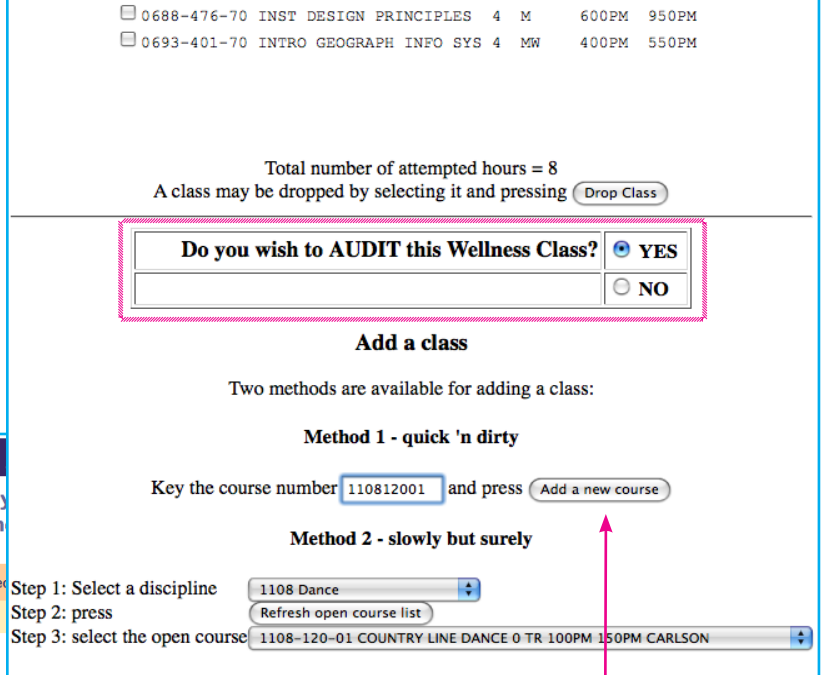 0688-476-70 INST DESIGN PRINCIPLES 4 M 600PM 950PM
0693-401-70 INTRO GEOGRAPH INFO SYS 4 MW 400PM 550PM
Total number of attempted hours = 8
A class may be dropped by selecting it and pressing Drop Class
Do you wish to AUDIT this Wellness Class? YES
NO
Add a class
Two methods are available for adding a class:
Method 1 - quick 'n dirty
Key the course number 110812001 and press Add a new course
Method 2 - slowly but surely
Step 1: Select a discipline 1108 Dance
Step 2: press Refresh open course list
Step 3: select the open course 1108-120-01 COUNTRY LINE DANCE 0 TR 100PM 150PM CARLSON